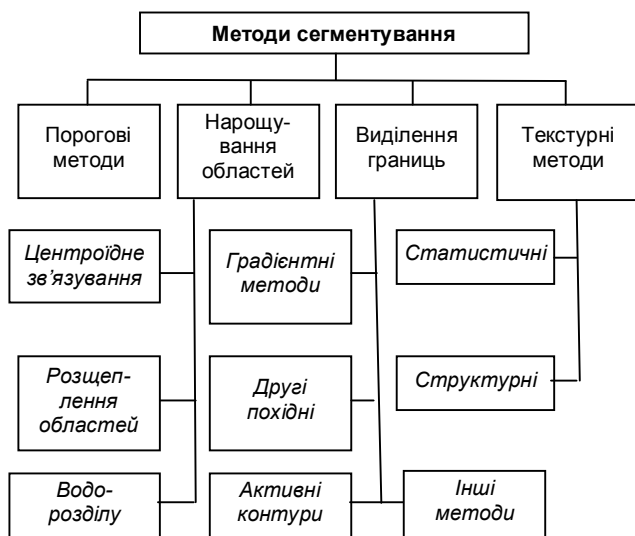 Методи сегментування
Порогові
методи
Нарощу-
вання
областей
Виділення
границь
Текстурні
методи
Центроїдне
зв'язування
Градієнтні
методи
Статистичні
Розщеп-
лення
областей
Другі
похідні
Структурні
Водо-
розділу
Активні
контури
Інші
методи